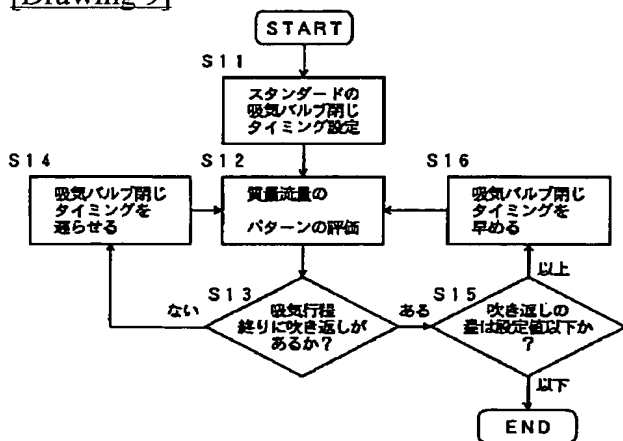 [Drawing 9]
START
S11
スタンダードの
吸気バルブ閉じ
タイミング設定
S14
S12
S16
吸気バルブ閉じ
タイミングを
遅らせる
質量流量の
パターンの評価
吸気バルブ閉じ
タイミングを
早める
以上
S13
S15
ない
吸気行程
終りに吹き返しが
あるか?
ある
吹き返しの
量は設定値以下か
?
以下
END